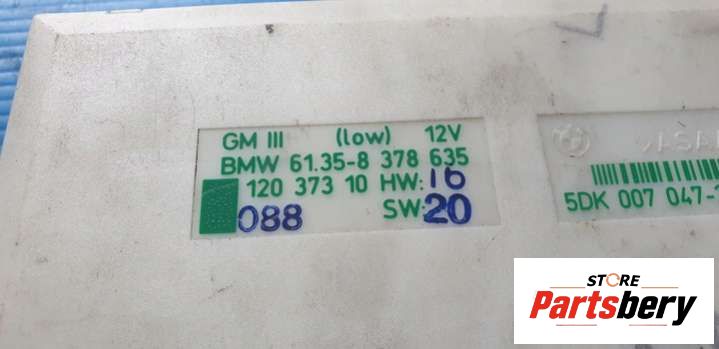 GM III (low) 12V
BMW 61.35-8 378 635
120 373 10 HW: 16
088 SW: 20
5DK 007 047-
STORE
Partsbery